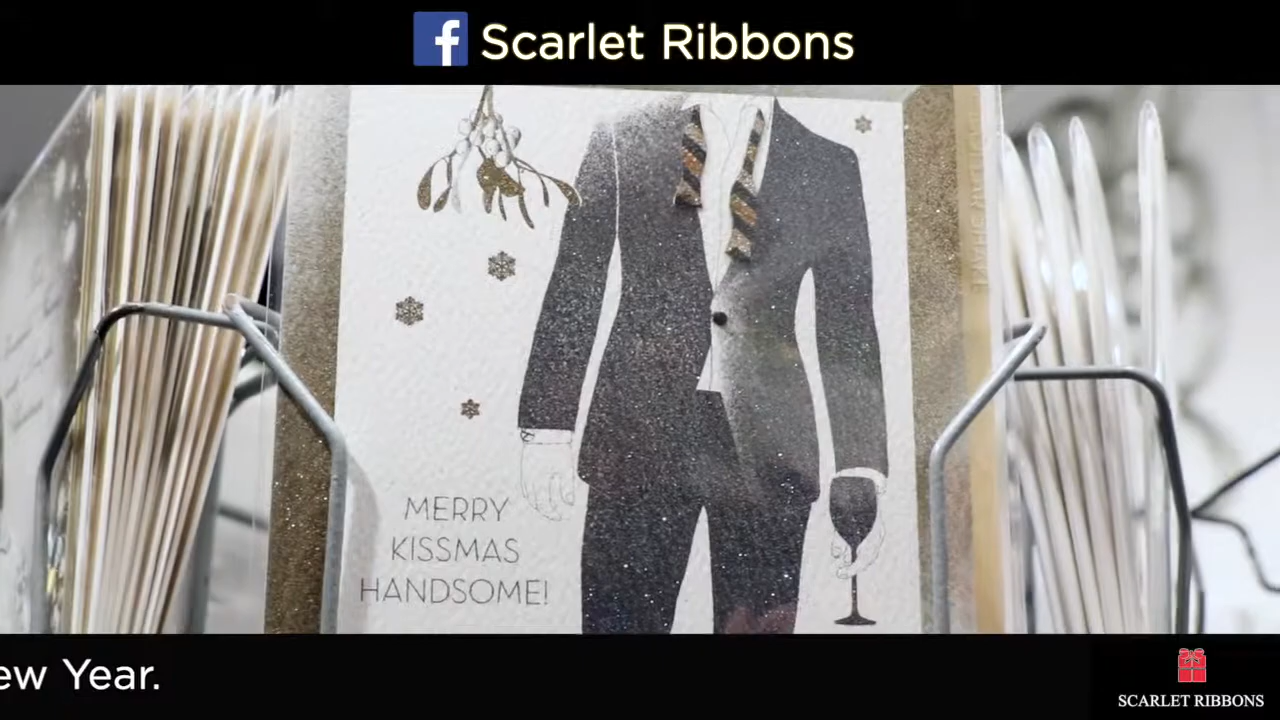 Scarlet Ribbons
MERRY
KISSMAS
HANDSOME!
ew Year.
SCARLET RIBBONS